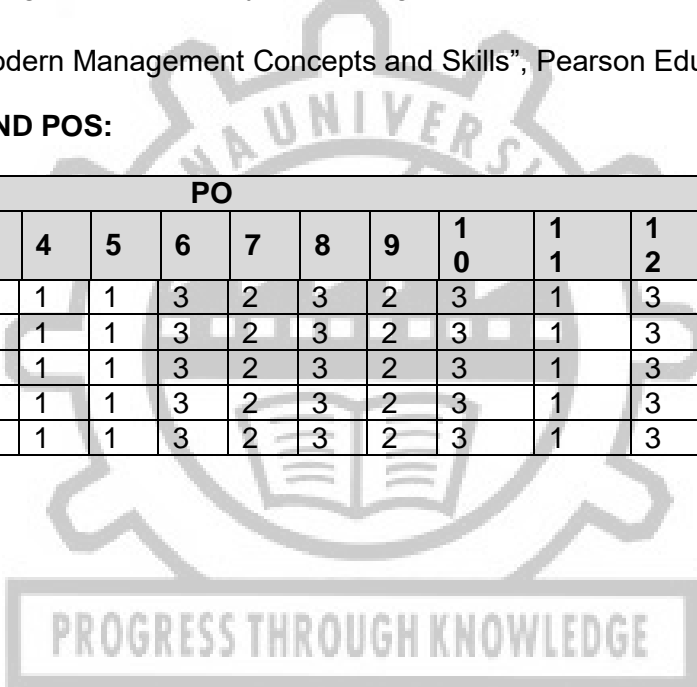 odern Management Concepts and Skills”, Pearson Edu
ND POS:
PO
4 5 6 7 8 9 10 11 12
1 1 3 2 3 2 3 1 3
1 1 3 2 3 2 3 1 3
1 1 3 2 3 2 3 1 3
1 1 3 2 3 2 3 1 3
1 1 3 2 3 2 3 1 3
NA UNIVERSI
PROGRESS THROUGH KNOWLEDGE